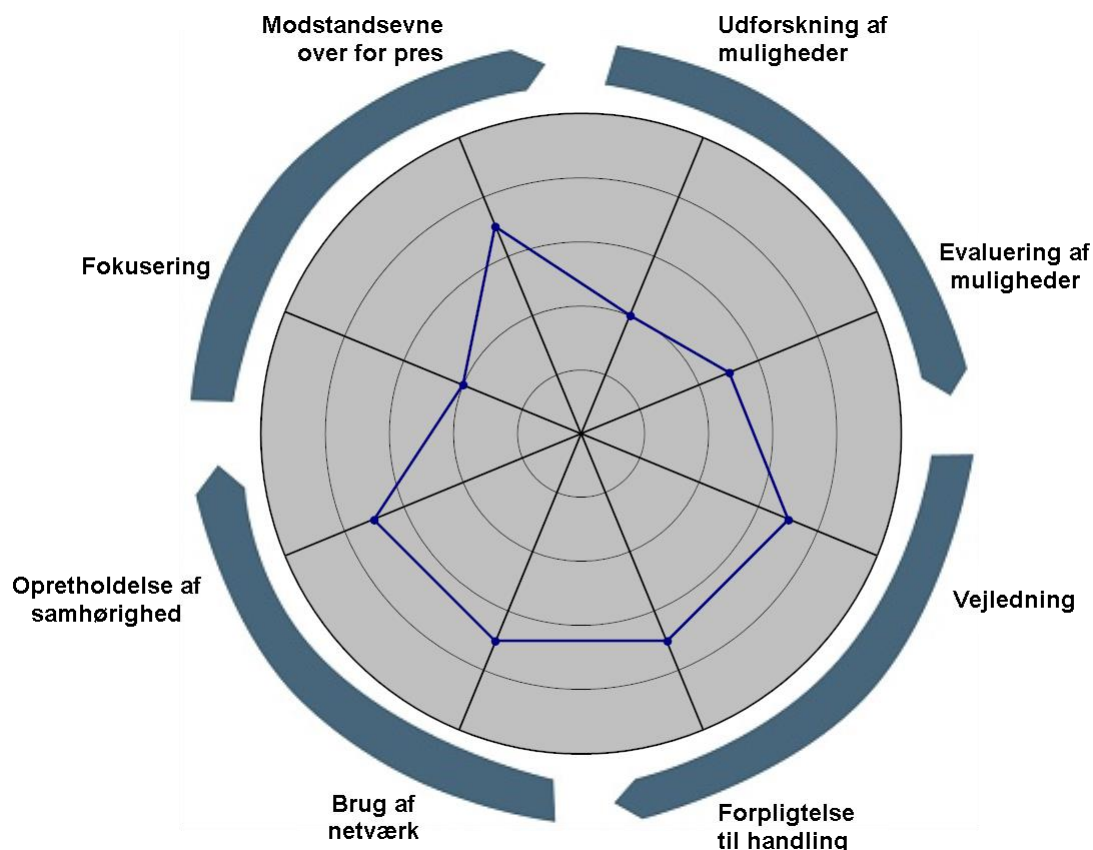 Modstandsevne
over for pres
Udforskning af
muligheder
Evaluering af
muligheder
Vejledning
Forpligtelse
til handling
Brug af
netværk
Opretholdelse af
samhørighed
Fokusering